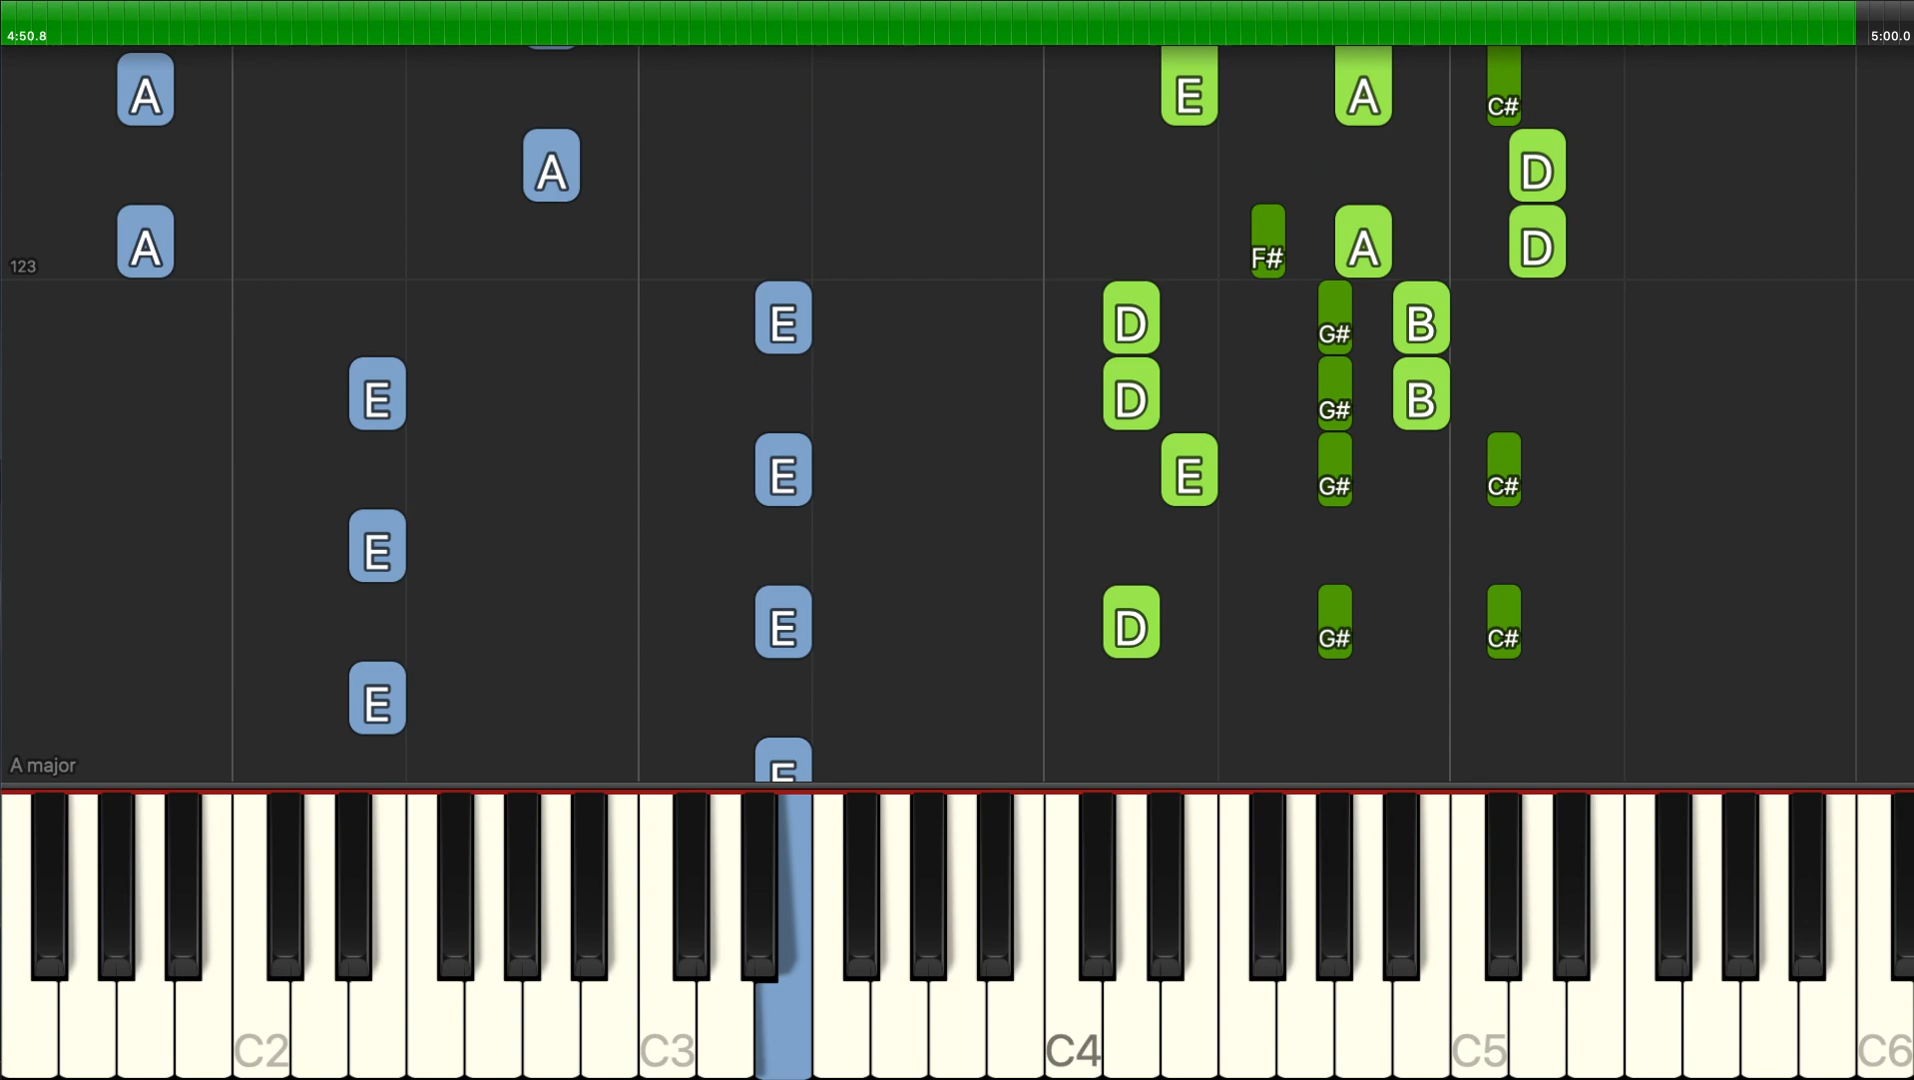 4:50.8 5:00.0
A E A C#
A D
A F# A D
123
E D G# B
E D G# B
E E G# C#
E
E D G# C#
E
E
A major
C2 C3 C4 C5 C6